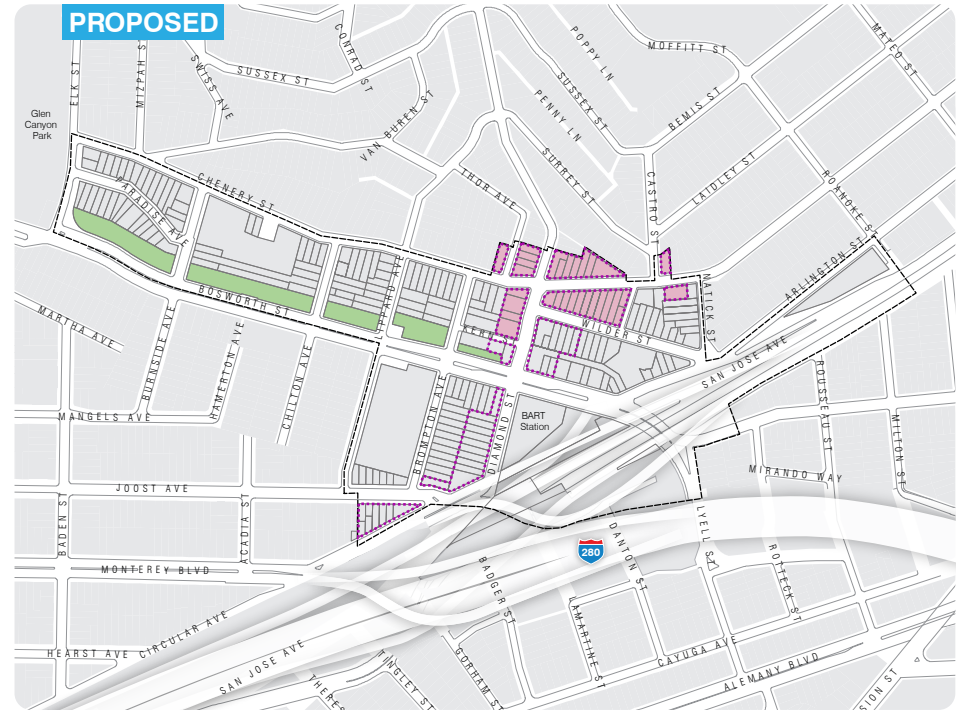 PROPOSED
ELK ST
MIZPAH S
SWISS AVE
SUSSEX ST
CONRAD ST
VAN BUREN ST
POPPY LN
MOFFITT ST
MATEO ST
SUSSEX ST
PENNY LN
BEMIS ST
Glen
Canyon
Park
CHENERY ST
PARADISE AVE
THOR AVE
SURREY ST
CASTRO ST
LAIDLEY ST
ROANOKE ST
ARLINGTON ST
MATICK ST
BOSWORTH ST
IPPARD AVE
KERN
WILDER ST
SAN JOSE AVE
MARTHA AVE
BURNSIDE AVE
HAMERTON AVE
CHILTON AVE
BROMPTON AVE
DIAMOND ST
BART
Station
ROUSSEAU ST
MILTON ST
MANGELS AVE
MIRANDO WAY
JOOST AVE
BADEN ST
ACADIA ST
LYELL ST
MONTEREY BLVD
280
DANTON ST
BADGER ST
ROTTECK ST
LAMARTINE ST
HEARST AVE
CIRCULAR AVE
SAN JOSE AVE
CAYUGA AVE
ALEMANY BLVD
THERES
TINGLEY ST
GORHAM ST
SION ST